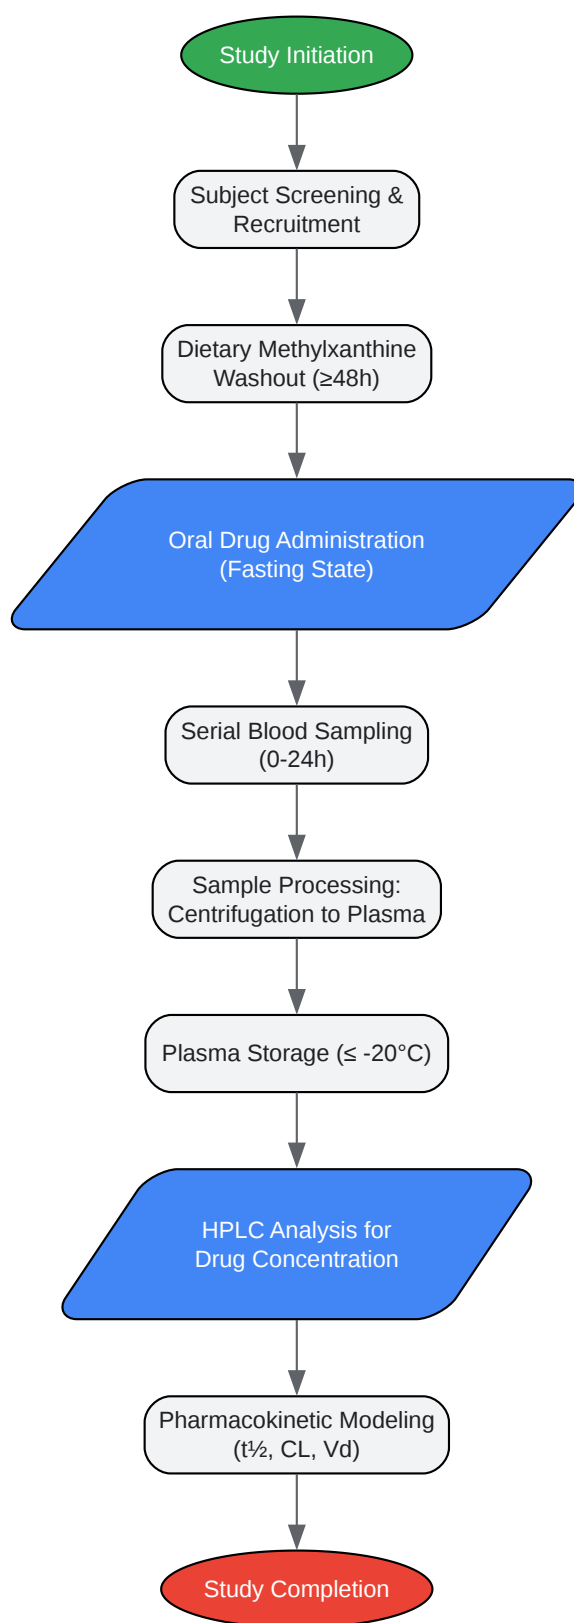 Study Initiation
Subject Screening &
Recruitment
Dietary Methylxanthine
Washout (≥48h)
Oral Drug Administration
(Fasting State)
Serial Blood Sampling
(0-24h)
Sample Processing:
Centrifugation to Plasma
Plasma Storage (≤ -20°C)
HPLC Analysis for
Drug Concentration
Pharmacokinetic Modeling
(t½, CL, Vd)
Study Completion